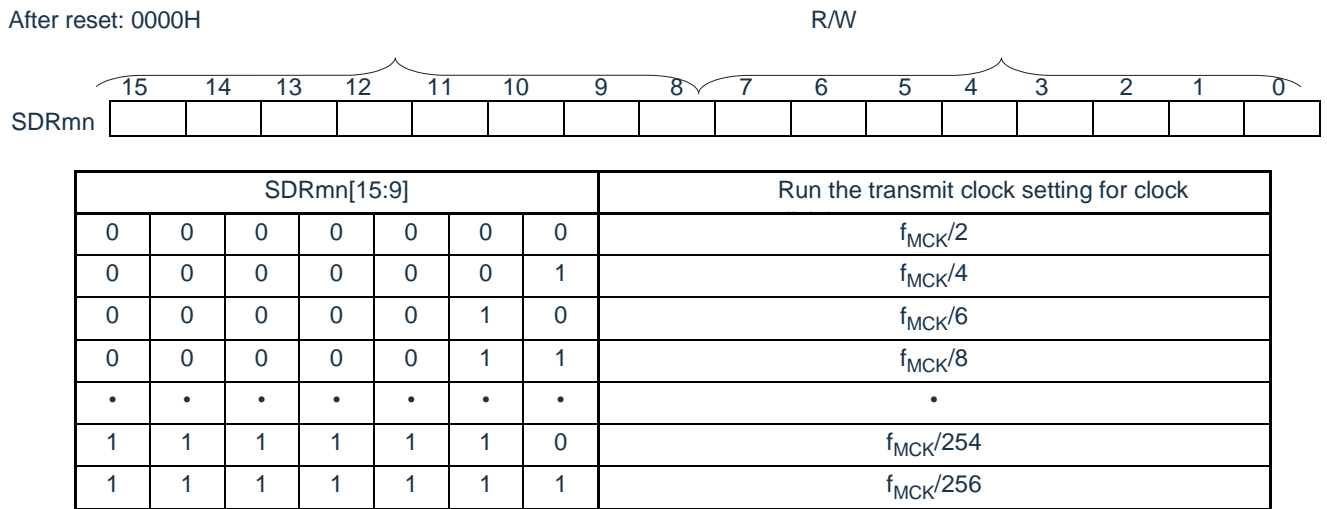 After reset: 0000H R/W
15 14 13 12 11 10 9 8 7 6 5 4 3 2 1 0
SDRmn
SDRmn[15:9] Run the transmit clock setting for clock
0 0 0 0 0 0 0 fMCK/2
0 0 0 0 0 0 1 fMCK/4
0 0 0 0 0 1 0 fMCK/6
0 0 0 0 0 1 1 fMCK/8
• • • • • • • •
1 1 1 1 1 1 0 fMCK/254
1 1 1 1 1 1 1 fMCK/256